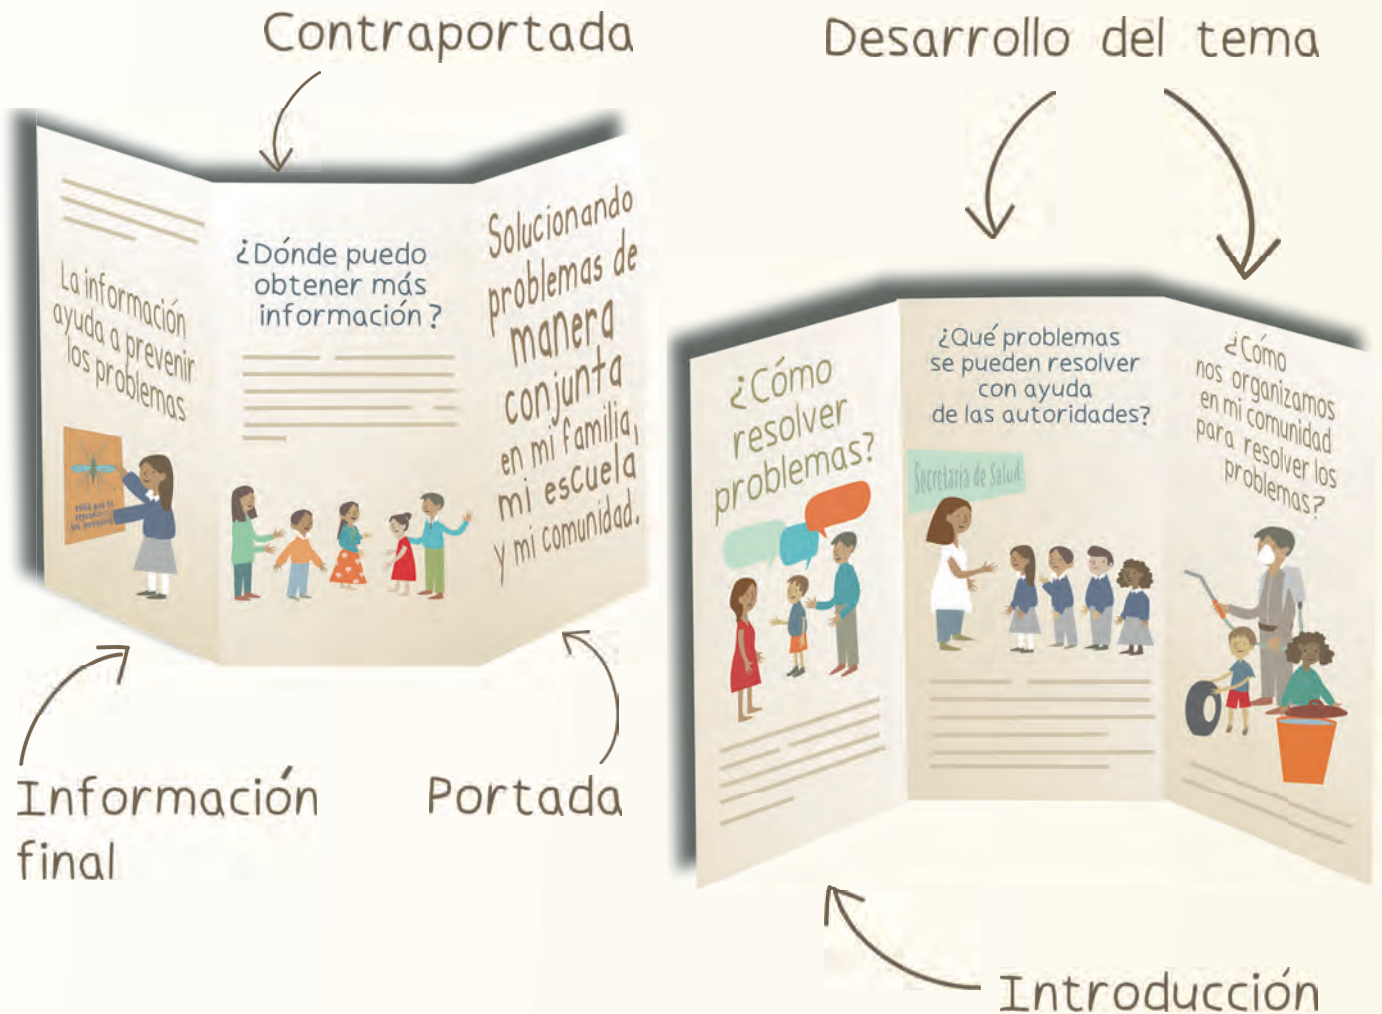 Contraportada
Desarrollo del tema
La información
ayuda a prevenir
los problemas
¿Dónde puedo
obtener más
información?
Solucionando
problemas de
manera
conjunta
en mi familia,
mi escuela
y mi comunidad.
Información
final
Portada
¿Cómo
resolver
problemas?
¿Qué problemas
se pueden resolver
con ayuda
de las autoridades?
Secretaría de Salud
¿Cómo
nos organizamos
en mi comunidad
para resolver los
problemas?
Introducción